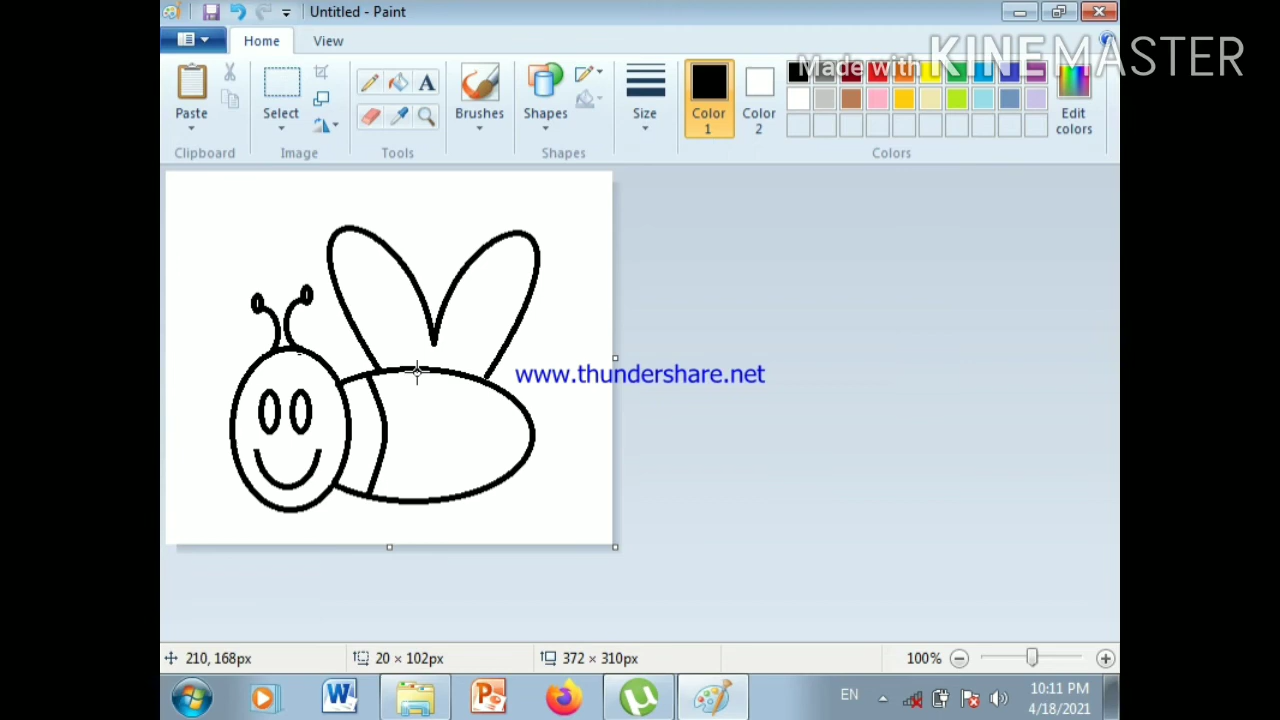 Untitled - Paint
Home View
Made with KINEMASTER
Paste
Select
A
Brushes
Shapes
Size
Color 1
Color 2
Edit colors
Clipboard Image Tools Shapes Colors
www.thundershare.net
210, 168px 20 × 102px 372 × 310px 100%
W P µ EN 10:11 PM
4/18/2021